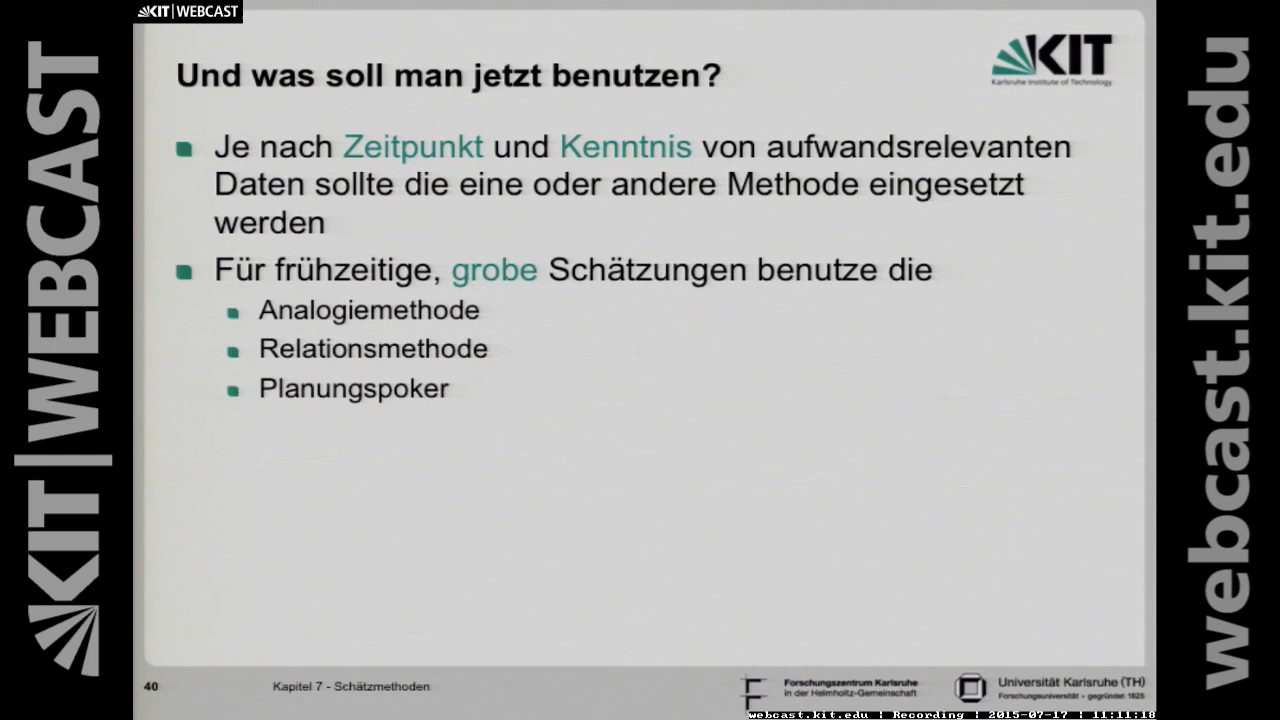 KIT | WEBCAST
KIT|WEBCAST
Und was soll man jetzt benutzen?
KIT
Karlsruhe Institute of Technology
Je nach Zeitpunkt und Kenntnis von aufwandsrelevanten
Daten sollte die eine oder andere Methode eingesetzt
werden
Für frühzeitige, grobe Schätzungen benutze die
Analogiemethode
Relationsmethode
Planungspoker
webcast.kit.edu
40
Kapitel 7 - Schätzmethoden
Forschungszentrum Karlsruhe
in der Helmholtz-Gemeinschaft
Universität Karlsruhe (TH)
Forschungsuniversität - gegründet 1825
webcast.kit.edu | Recording | 2015-07-17 | 11:11:18